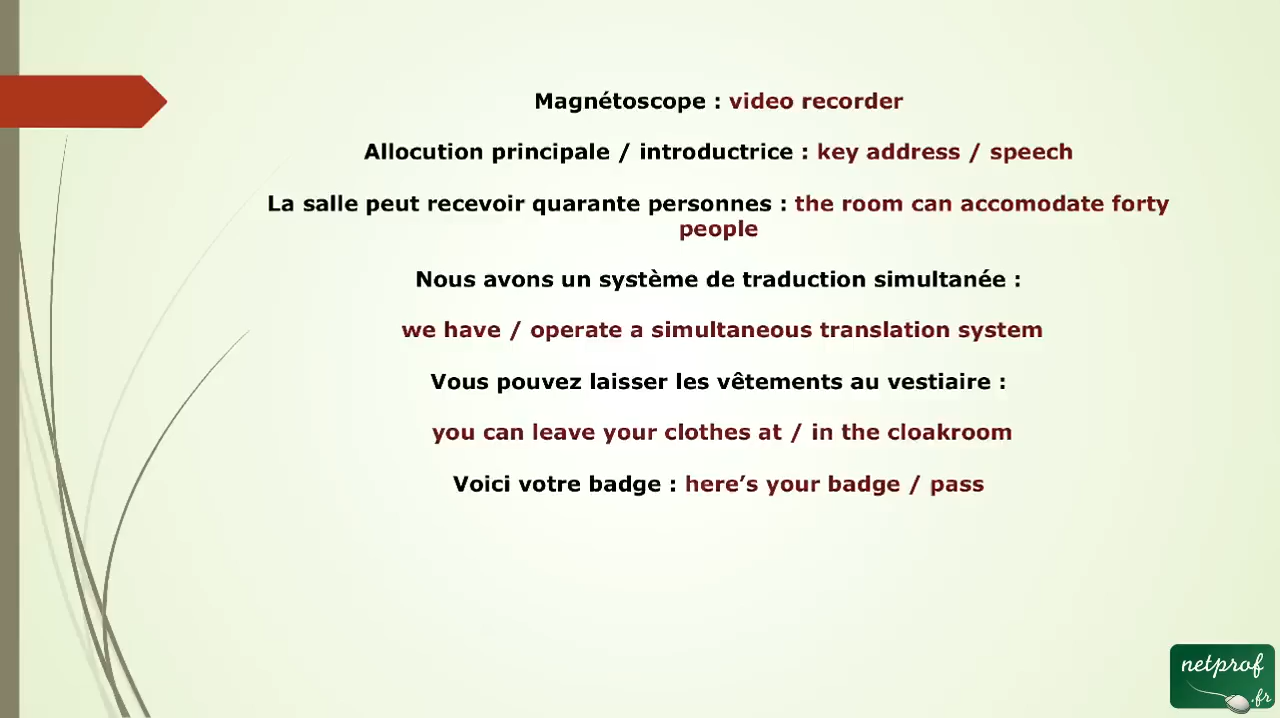 Magnétoscope : video recorder
Allocution principale / introductrice : key address / speech
La salle peut recevoir quarante personnes : the room can accomodate forty
people
Nous avons un système de traduction simultanée :
we have / operate a simultaneous translation system
Vous pouvez laisser les vêtements au vestiaire :
you can leave your clothes at / in the cloakroom
Voici votre badge : here’s your badge / pass
netprof
.fr